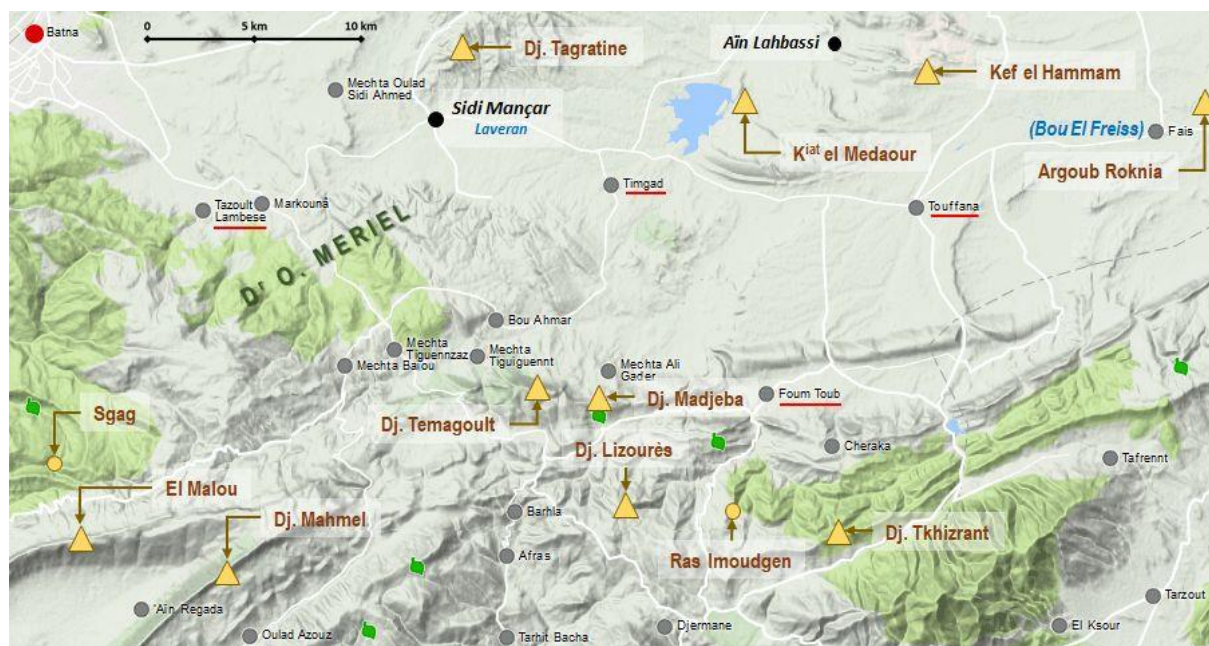 0
5 km
10 km
Batna
Dj. Tagratine
Aïn Lahbassi
Kef el Hammam
Mechta Oulad
Sidi Ahmed
Sidi Mançar
Laveran
(Bou El Freiss)
Fais
Kiat el Medaour
Argoub Roknia
Timgad
Tazoult
Lambese
Markouna
Touffana
Dr O. MERIEL
Bou Ahmar
Mechta
Tiguennzaz
Mechta
Tiguiguennt
Mechta Baïou
Mechta Ali
Gader
Dj. Madjeba
Foum Toub
Sgag
Dj. Temagoult
Dj. Lizourès
Cheraka
Tafrennt
El Malou
Dj. Mahmel
Barhla
Ras Imoudgen
Dj. Tkhizrant
Afras
'Aïn Regada
Oulad Azouz
Tarhit Bacha
Djermane
El Ksour
Tarzout